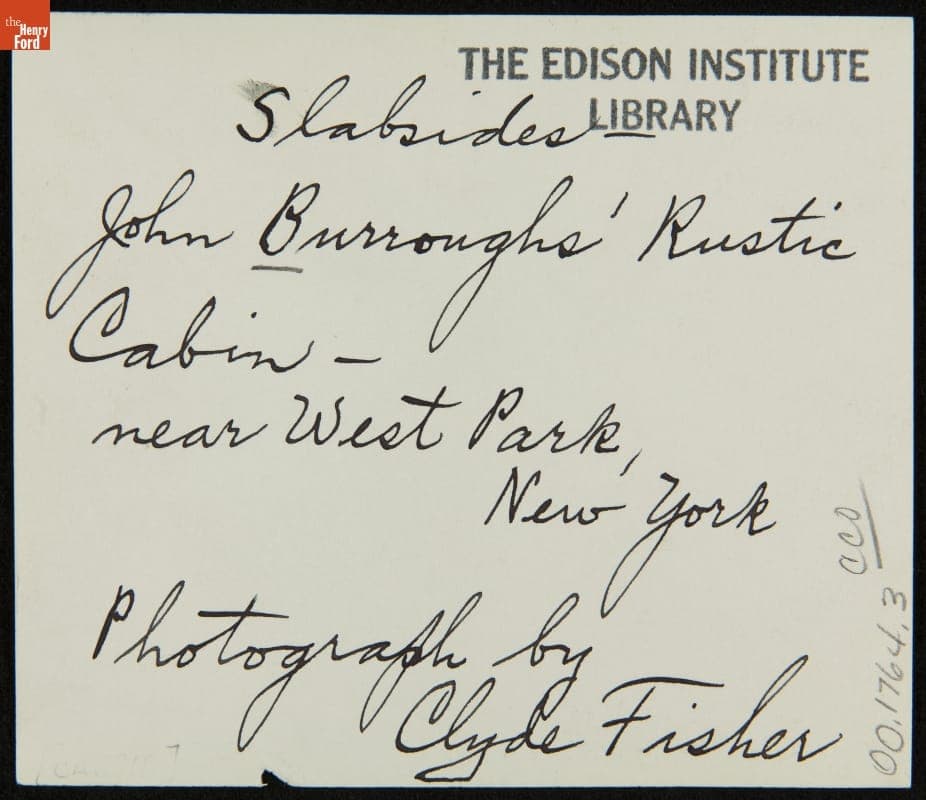 the
Henry
Ford
THE EDISON INSTITUTE
LIBRARY
Slabsides –
John Burroughs' Rustic
Cabin –
near West Park,
New York
Photograph by
Clyde Fisher
00.1764.3